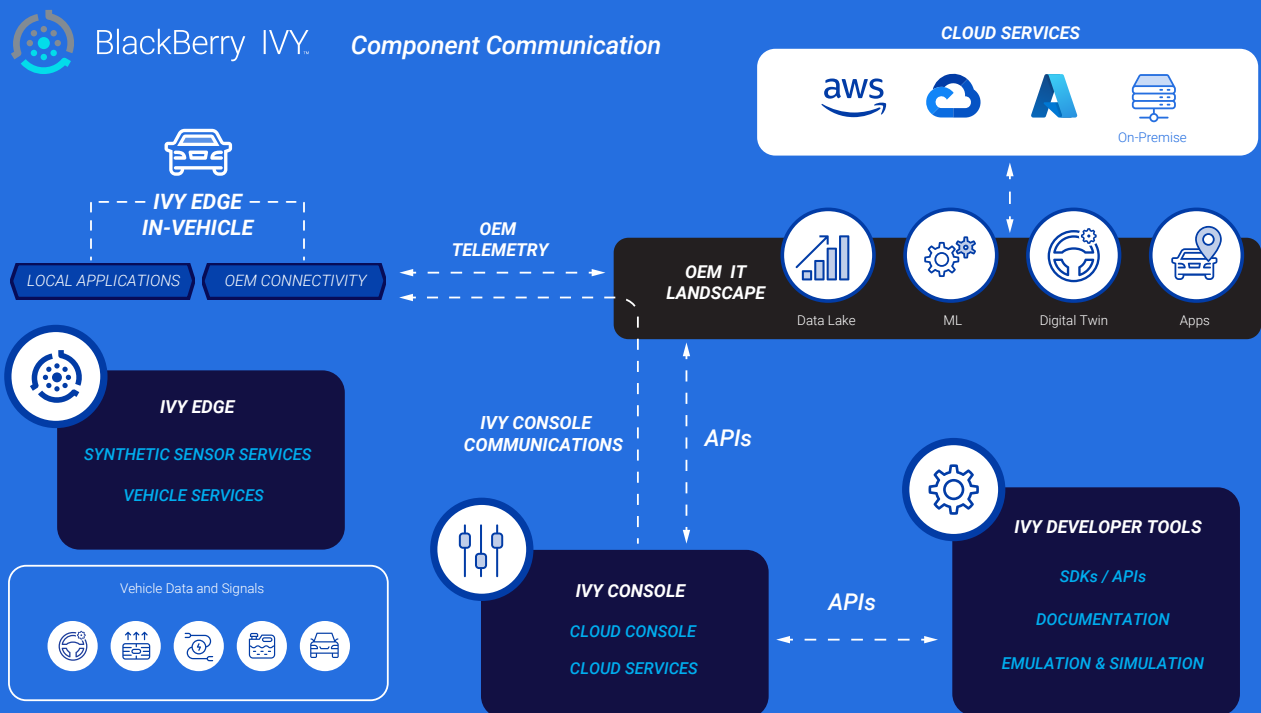 BlackBerry IVY™ Component Communication
CLOUD SERVICES
aws
On-Premise
IVY EDGE
IN-VEHICLE
LOCAL APPLICATIONS
OEM CONNECTIVITY
OEM
TELEMETRY
OEM IT
LANDSCAPE
Data Lake
ML
Digital Twin
Apps
IVY EDGE
SYNTHETIC SENSOR SERVICES
VEHICLE SERVICES
IVY CONSOLE
COMMUNICATIONS
APIs
Vehicle Data and Signals
IVY CONSOLE
CLOUD CONSOLE
CLOUD SERVICES
APIs
IVY DEVELOPER TOOLS
SDKs / APIs
DOCUMENTATION
EMULATION & SIMULATION